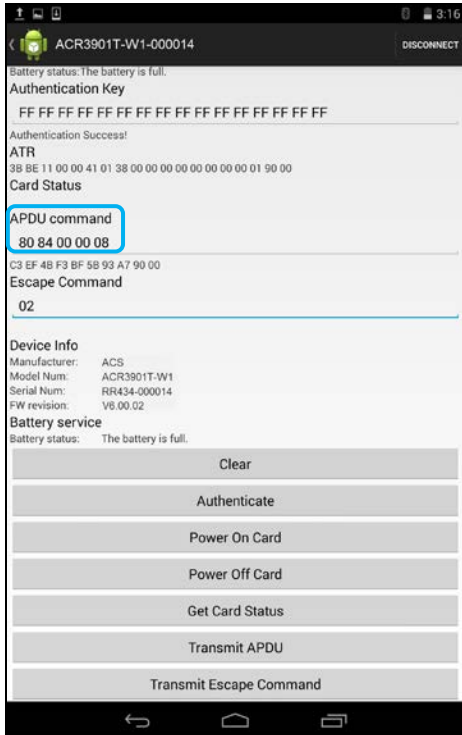 3:16
ACR3901T-W1-000014
DISCONNECT
Battery status:The battery is full.
Authentication Key
FF FF FF FF FF FF FF FF FF FF FF FF FF FF FF FF
Authentication Success!
ATR
3B BE 11 00 00 41 01 38 00 00 00 00 00 00 00 00 00 01 90 00
Card Status
APDU command
80 84 00 00 08
C3 EF 4B F3 BF 5B 93 A7 90 00
Escape Command
02
Device Info
Manufacturer: ACS
Model Num: ACR3901T-W1
Serial Num: RR434-000014
FW revision: V6.00.02
Battery service
Battery status: The battery is full.
Clear
Authenticate
Power On Card
Power Off Card
Get Card Status
Transmit APDU
Transmit Escape Command